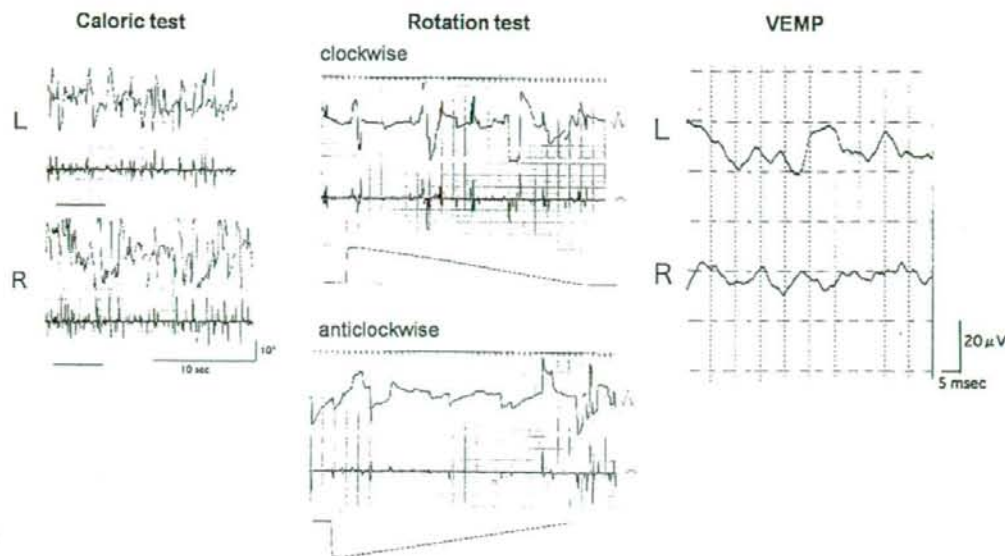 Caloric test
L
R
10°
10 sec
Rotation test
clockwise
anticlockwise
VEMP
L
R
20 µV
5 msec